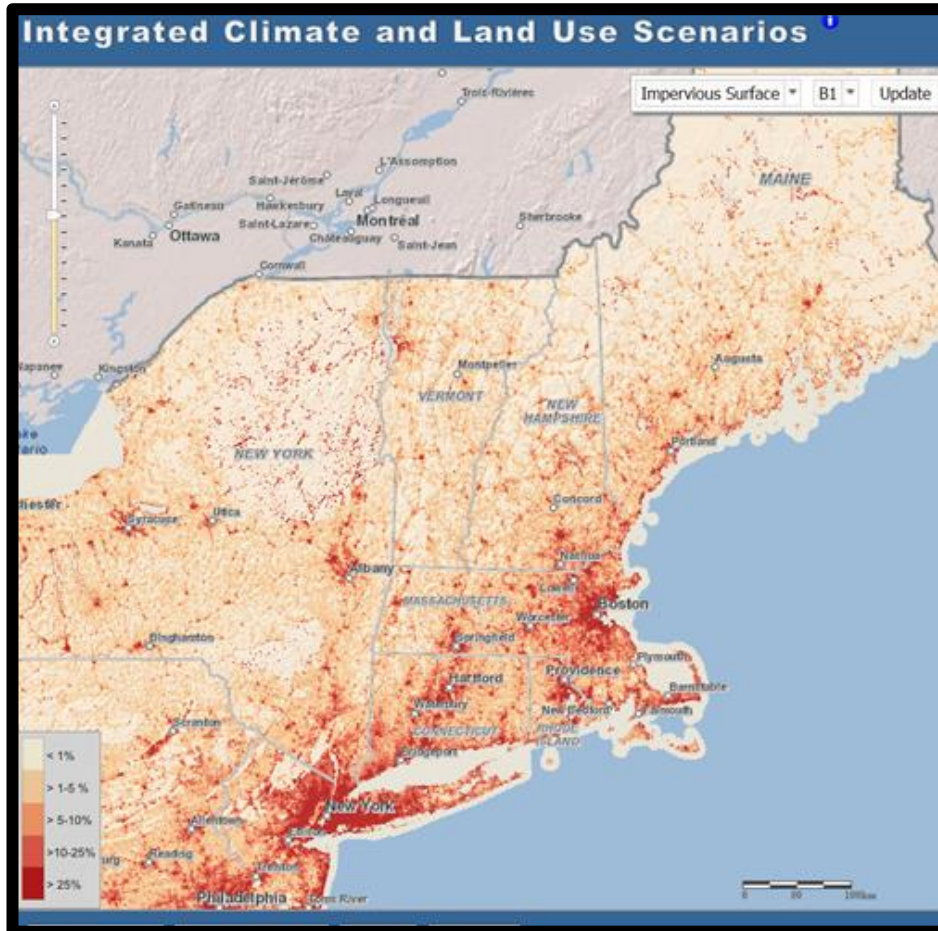 Integrated Climate and Land Use Scenarios
Impervious Surface B1 Update
Trois-Rivières
L'Assomption
Saint-Jérôme
MAINE
Laval
Longueuil
Gatineau
Hawkesbury
Montréal
Sherbrooke
Saint-Lazare
Ottawa
Châteauguay
Saint-Jean
Kanata
Cornwall
Kingston
Montpelier
Augusta
VERMONT
NEW
HAMPSHIRE
NEW YORK
Portland
Concord
Syracuse
Utica
Nashua
Albany
Lowell
MASSACHUSETTS
Boston
Worcester
Binghamton
Springfield
Plymouth
Providence
Hartford
Barnstable
Waterbury
New Bedford
Falmouth
Scranton
CONNECTICUT
RHODE
ISLAND
Bridgeport
< 1%
> 1-5 %
> 5-10%
>10-25%
> 25%
New York
Allentown
Edison
Reading
Trenton
Philadelphia
Toms River
0
100km